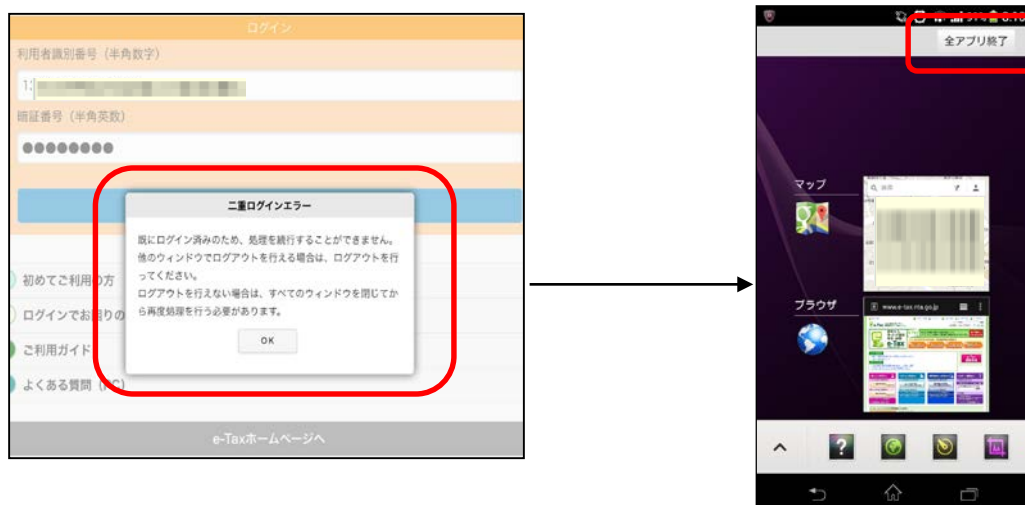 ログイン
利用者識別番号（半角数字）
暗証番号（半角英数）
●●●●●●●●
二重ログインエラー
既にログイン済みのため、処理を続行することができません。
他のウィンドウでログアウトを行える場合は、ログアウトを行
ってください。
ログアウトを行えない場合は、すべてのウィンドウを閉じてか
ら再度処理を行う必要があります。
OK
初めてご利用の方
ログインでお困りの
ご利用ガイド
よくある質問（PC）
e-Taxホームページへ
全アプリ終了
マップ
検索
ブラウザ
www.e-tax.nta.go.jp
e-Tax